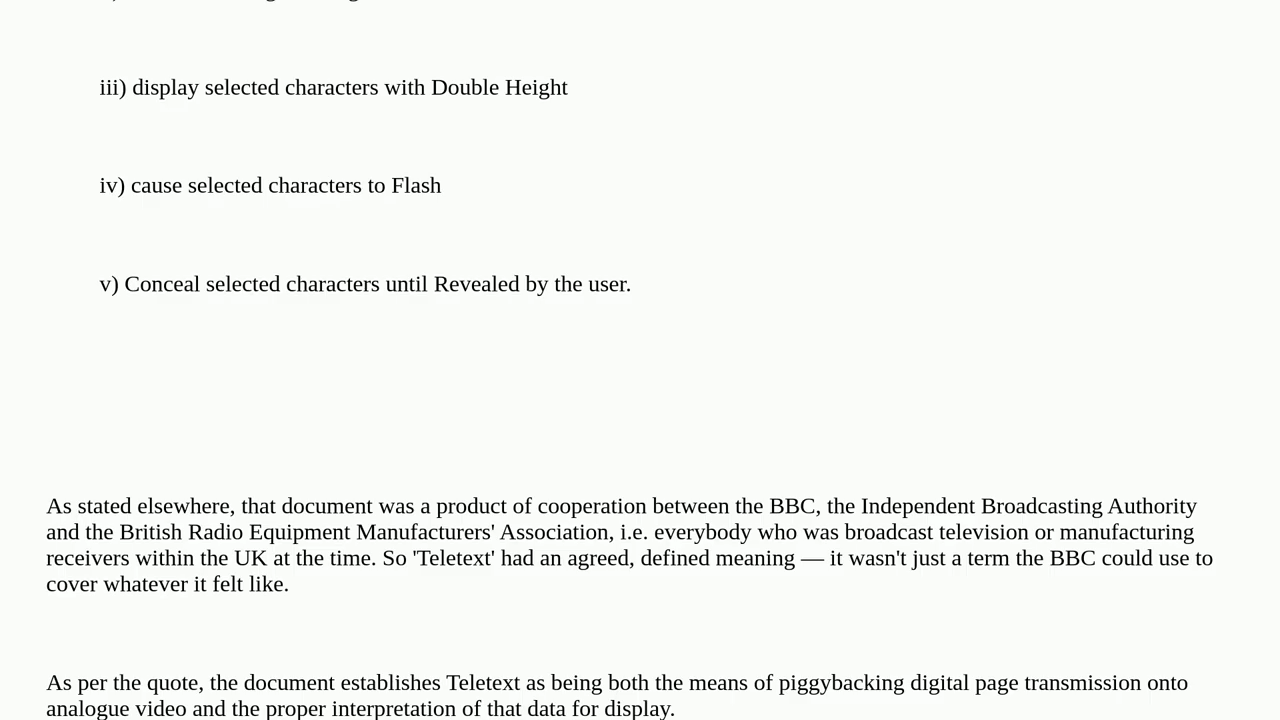 iii) display selected characters with Double Height
iv) cause selected characters to Flash
v) Conceal selected characters until Revealed by the user.
As stated elsewhere, that document was a product of cooperation between the BBC, the Independent Broadcasting Authority
and the British Radio Equipment Manufacturers' Association, i.e. everybody who was broadcast television or manufacturing
receivers within the UK at the time. So 'Teletext' had an agreed, defined meaning — it wasn't just a term the BBC could use to
cover whatever it felt like.
As per the quote, the document establishes Teletext as being both the means of piggybacking digital page transmission onto
analogue video and the proper interpretation of that data for display.